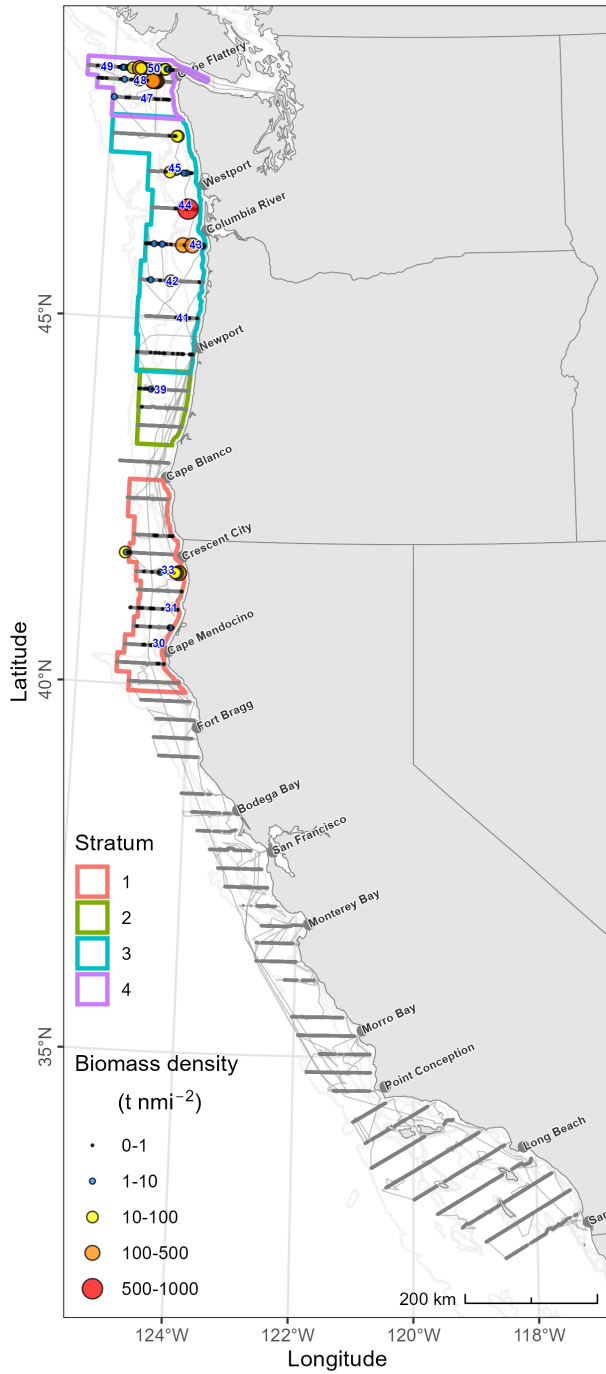 49
50
Cape Flattery
48
47
45
Westport
44
Columbia River
43
42
45°N
41
Newport
39
Cape Blanco
Crescent City
33
31
30
Cape Mendocino
Latitude
40°N
Fort Bragg
Bodega Bay
San Francisco
Stratum
1
2
3
4
Monterey Bay
35°N
Morro Bay
Point Conception
Biomass density
(t nmi⁻²)
0-1
1-10
10-100
100-500
500-1000
Long Beach
San
200 km
124°W
122°W
120°W
118°W
Longitude